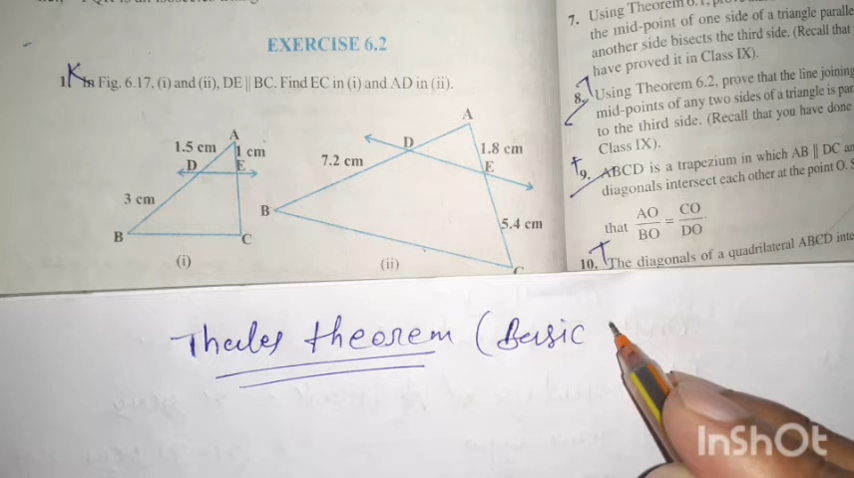 EXERCISE 6.2
1. In Fig. 6.17, (i) and (ii), DE || BC. Find EC in (i) and AD in (ii).
A
1.5 cm
1 cm
D
E
3 cm
B
C
(i)
A
D
1.8 cm
7.2 cm
E
B
5.4 cm
C
(ii)
7. Using Theorem 6.1,
the mid-point of one side of a triangle
another side bisects the third side. (Recall that
have proved it in Class IX).
8. Using Theorem 6.2, prove that the line joining
mid-points of any two sides of a triangle is
to the third side. (Recall that you have done
Class IX).
9. ABCD is a trapezium in which AB || DC
diagonals intersect each other at the point O.
that AO/BO = CO/DO.
10. The diagonals of a quadrilateral ABCD
Thales theorem (Basic
InShOt